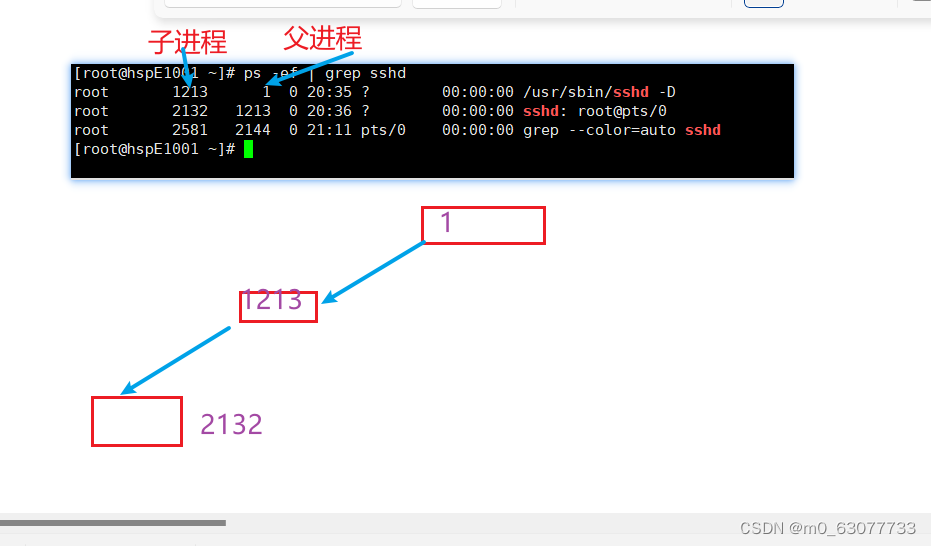 子进程 父进程
[root@hspE1001 ~]# ps -ef | grep sshd
root 1213 1 0 20:35 ? 00:00:00 /usr/sbin/sshd -D
root 2132 1213 0 20:36 ? 00:00:00 sshd: root@pts/0
root 2581 2144 0 21:11 pts/0 00:00:00 grep --color=auto sshd
[root@hspE1001 ~]#
1
1213
2132
CSDN @m0_63077733